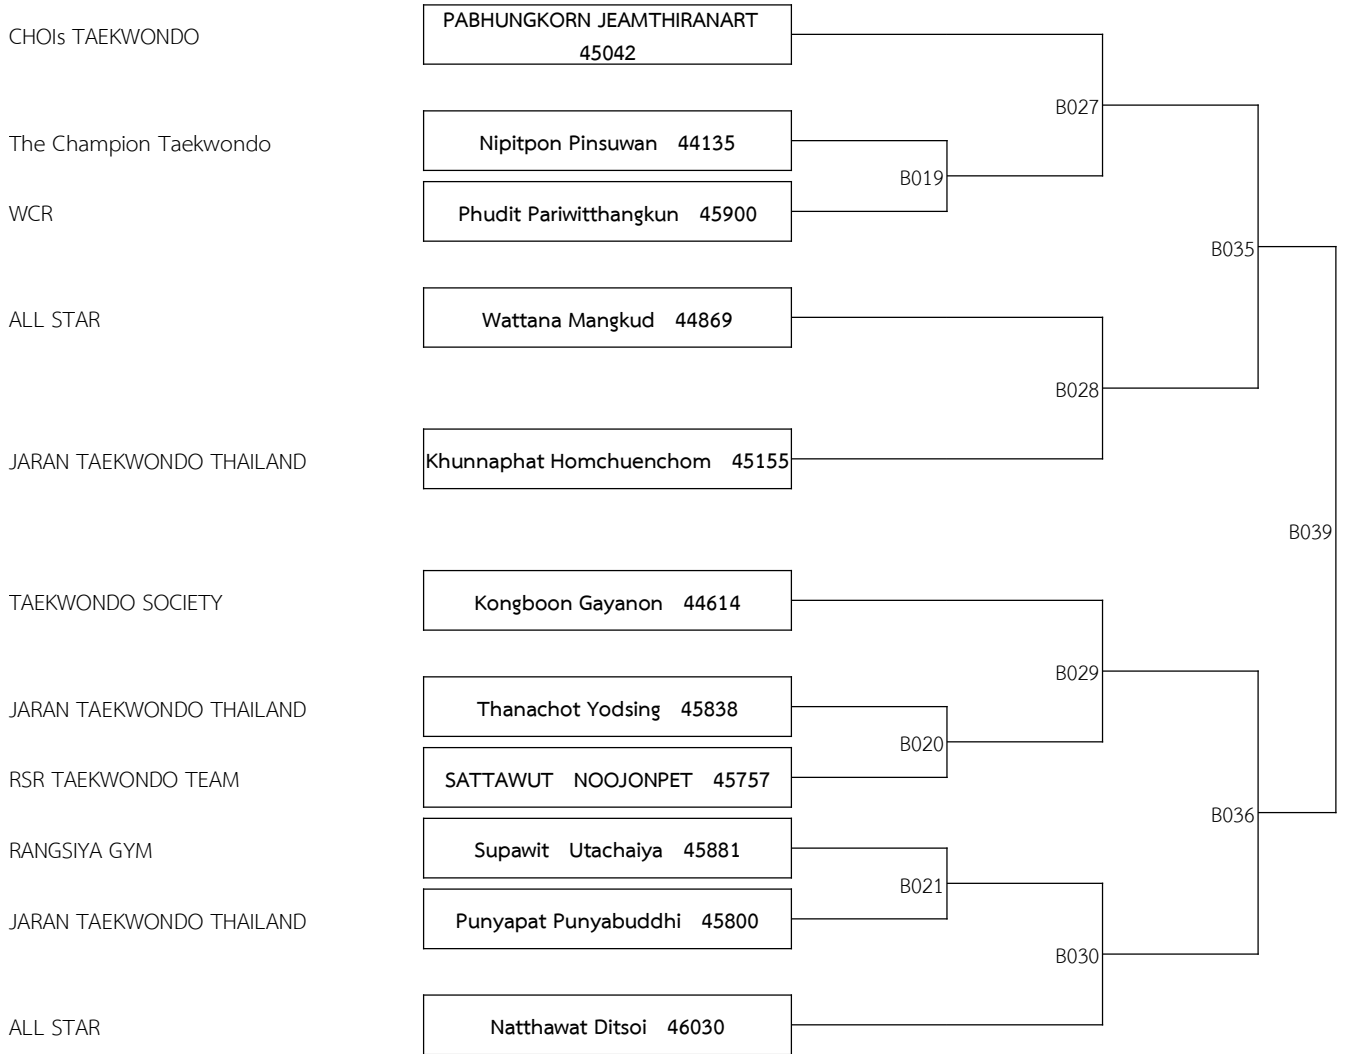 CHOIs TAEKWONDO
PABHUNGKORN JEAMTHIRANART
45042
B027
The Champion Taekwondo
Nipitpon Pinsuwan 44135
B019
WCR
Phudit Pariwitthangkun 45900
B035
ALL STAR
Wattana Mangkud 44869
B028
JARAN TAEKWONDO THAILAND
Khunnaphat Homchuenchom 45155
B039
TAEKWONDO SOCIETY
Kongboon Gayanon 44614
B029
JARAN TAEKWONDO THAILAND
Thanachot Yodsing 45838
B020
RSR TAEKWONDO TEAM
SATTAWUT NOOJONPET 45757
B036
RANGSIYA GYM
Supawit Utachaiya 45881
B021
JARAN TAEKWONDO THAILAND
Punyapat Punyabuddhi 45800
B030
ALL STAR
Natthawat Ditsoi 46030